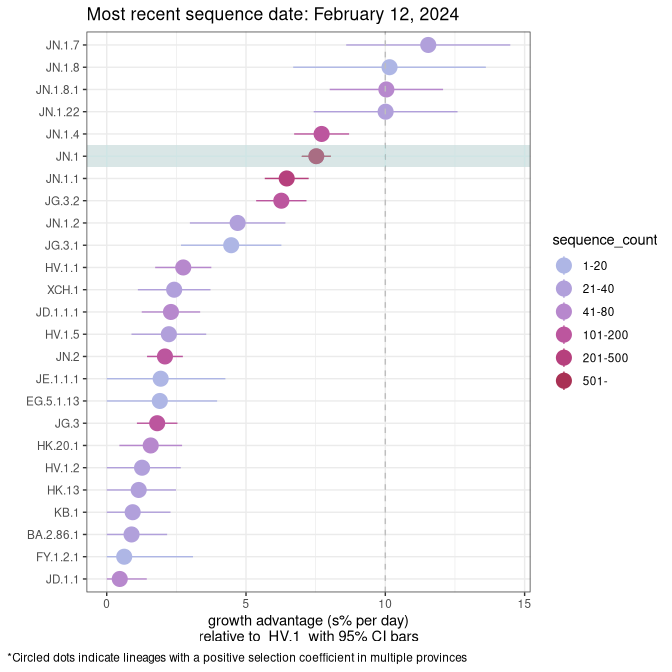 Most recent sequence date: February 12, 2024
JN.1.7
JN.1.8
JN.1.8.1
JN.1.22
JN.1.4
JN.1
JN.1.1
JG.3.2
JN.1.2
JG.3.1
HV.1.1
XCH.1
JD.1.1.1
HV.1.5
JN.2
JE.1.1.1
EG.5.1.13
JG.3
HK.20.1
HV.1.2
HK.13
KB.1
BA.2.86.1
FY.1.2.1
JD.1.1
0 5 10 15
growth advantage (s% per day)
relative to HV.1 with 95% CI bars
sequence_count
1-20
21-40
41-80
101-200
201-500
501-
*Circled dots indicate lineages with a positive selection coefficient in multiple provinces